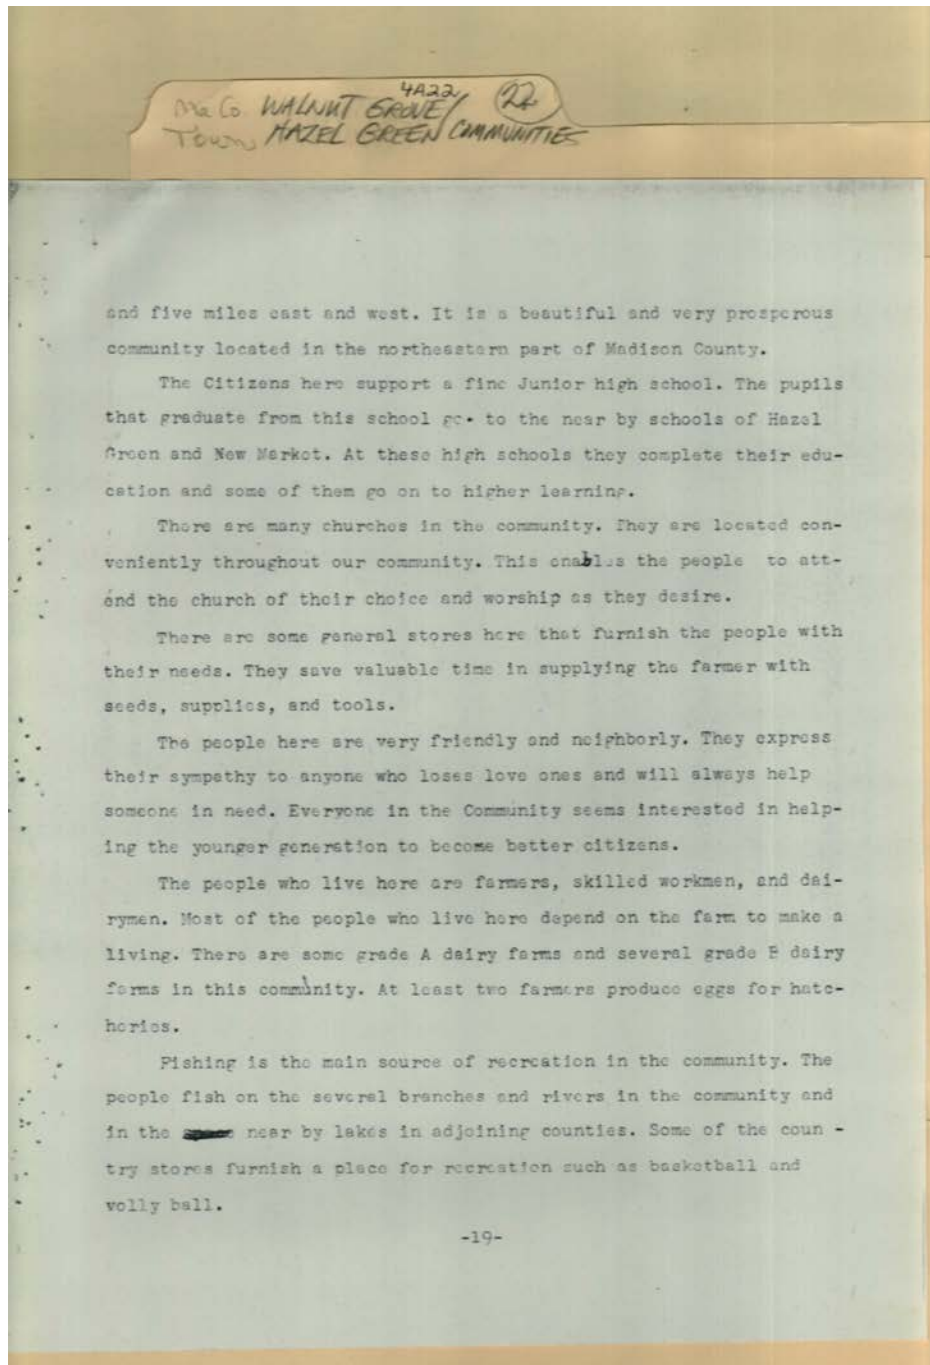 4A22
Ma Co. WALNUT GROVE/ 22
Town HAZEL GREEN COMMUNITIES
and five miles east and west. It is a beautiful and very prosperous
community located in the northeastern part of Madison County.
The Citizens here support a fine Junior high school. The pupils
that graduate from this school go to the near by schools of Hazel
Green and New Market. At these high schools they complete their edu-
cation and some of them go on to higher learning.
There are many churches in the community. They are located con-
veniently throughout our community. This enables the people to att-
end the church of their choice and worship as they desire.
There are some general stores here that furnish the people with
their needs. They save valuable time in supplying the farmer with
seeds, supplies, and tools.
The people here are very friendly and neighborly. They express
their sympathy to anyone who loses love ones and will always help
someone in need. Everyone in the Community seems interested in help-
ing the younger generation to become better citizens.
The people who live here are farmers, skilled workmen, and dai-
rymen. Most of the people who live here depend on the farm to make a
living. There are some grade A dairy farms and several grade B dairy
farms in this community. At least two farmers produce eggs for hatc-
heries.
Fishing is the main source of recreation in the community. The
people fish on the several branches and rivers in the community and
in the near by lakes in adjoining counties. Some of the coun -
try stores furnish a place for recreation such as basketball and
volly ball.
-19-